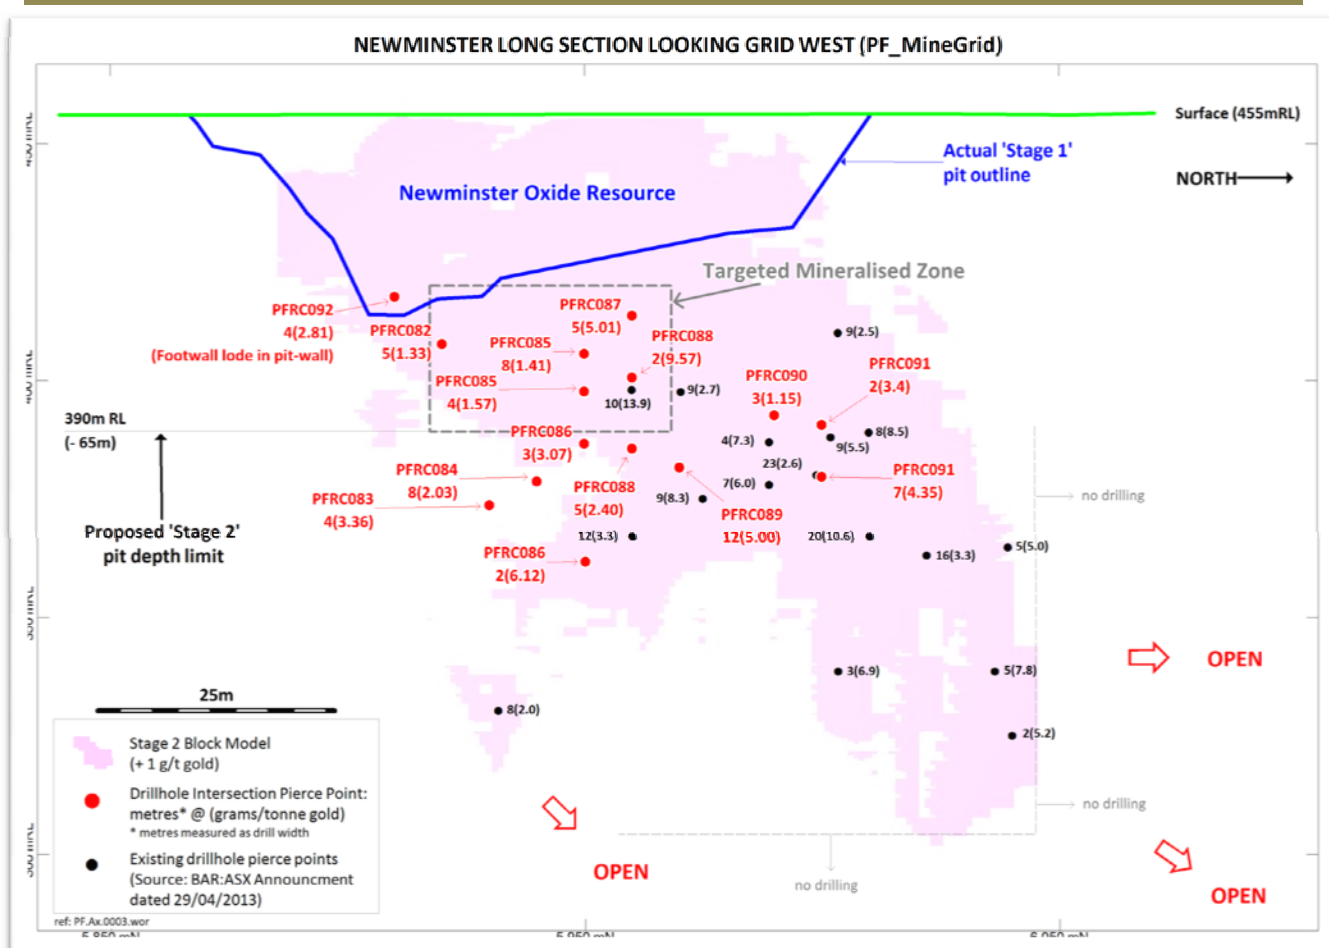 NEWMINSTER LONG SECTION LOOKING GRID WEST (PF_MineGrid)
Surface (455mRL)
Actual 'Stage 1'
pit outline
NORTH
Newminster Oxide Resource
Targeted Mineralised Zone
PFRC092
4(2.81)
(Footwall lode in pit-wall)
PFRC082
5(1.33)
PFRC087
5(5.01)
PFRC085
8(1.41)
PFRC088
2(9.57)
PFRC085
4(1.57)
10(13.9)
9(2.7)
9(2.5)
PFRC090
3(1.15)
PFRC091
2(3.4)
390m RL
(- 65m)
PFRC086
3(3.07)
4(7.3)
9(5.5)
8(8.5)
23(2.6)
7(6.0)
PFRC091
7(4.35)
PFRC084
8(2.03)
PFRC083
4(3.36)
PFRC088
5(2.40)
9(8.3)
PFRC089
12(5.00)
no drilling
Proposed 'Stage 2'
pit depth limit
12(3.3)
20(10.6)
16(3.3)
5(5.0)
PFRC086
2(6.12)
3(6.9)
5(7.8)
OPEN
25m
8(2.0)
2(5.2)
Stage 2 Block Model
(+ 1 g/t gold)
Drillhole Intersection Pierce Point:
metres* @ (grams/tonne gold)
* metres measured as drill width
Existing drillhole pierce points
(Source: BAR:ASX Announcment
dated 29/04/2013)
no drilling
no drilling
OPEN
OPEN
ref: PF.Ax.0003.wor